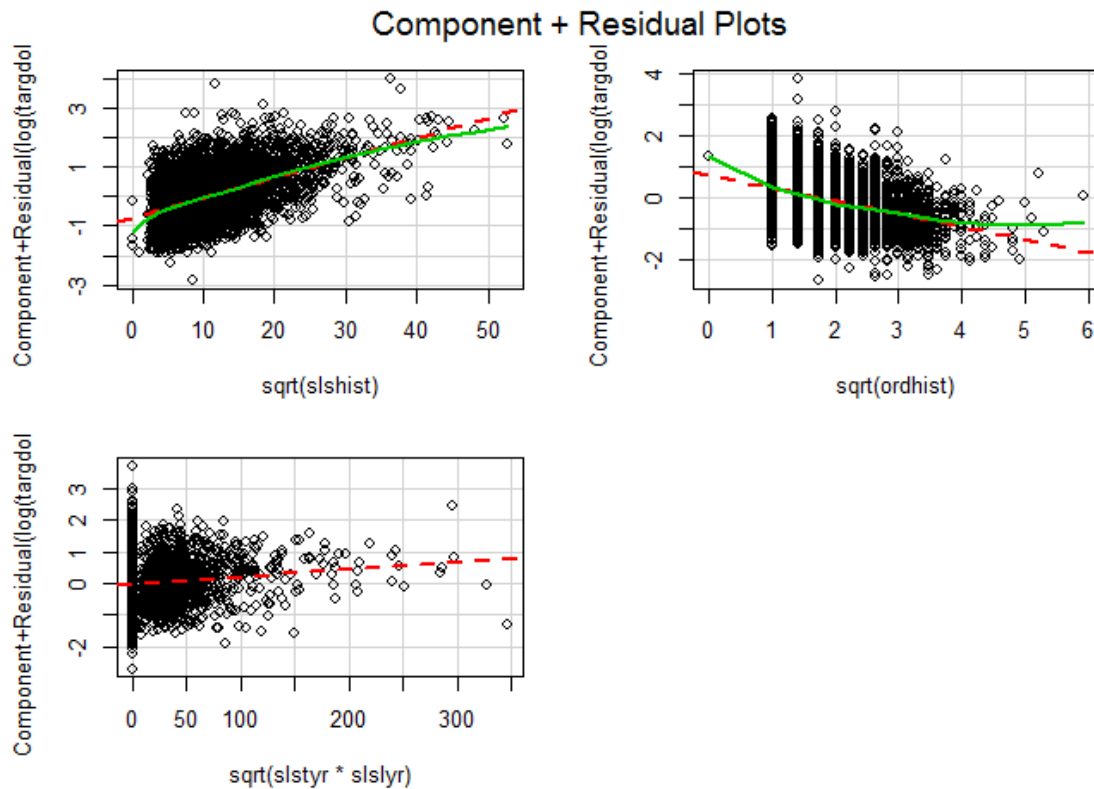 Component + Residual Plots
Component+Residual(log(targdol
3
1
-1
-3
0 10 20 30 40 50
sqrt(slshist)
Component+Residual(log(targdol
4
2
0
-2
0 1 2 3 4 5 6
sqrt(ordhist)
Component+Residual(log(targdol
3
2
1
0
-2
0 50 100 200 300
sqrt(slstyr * slslyr)